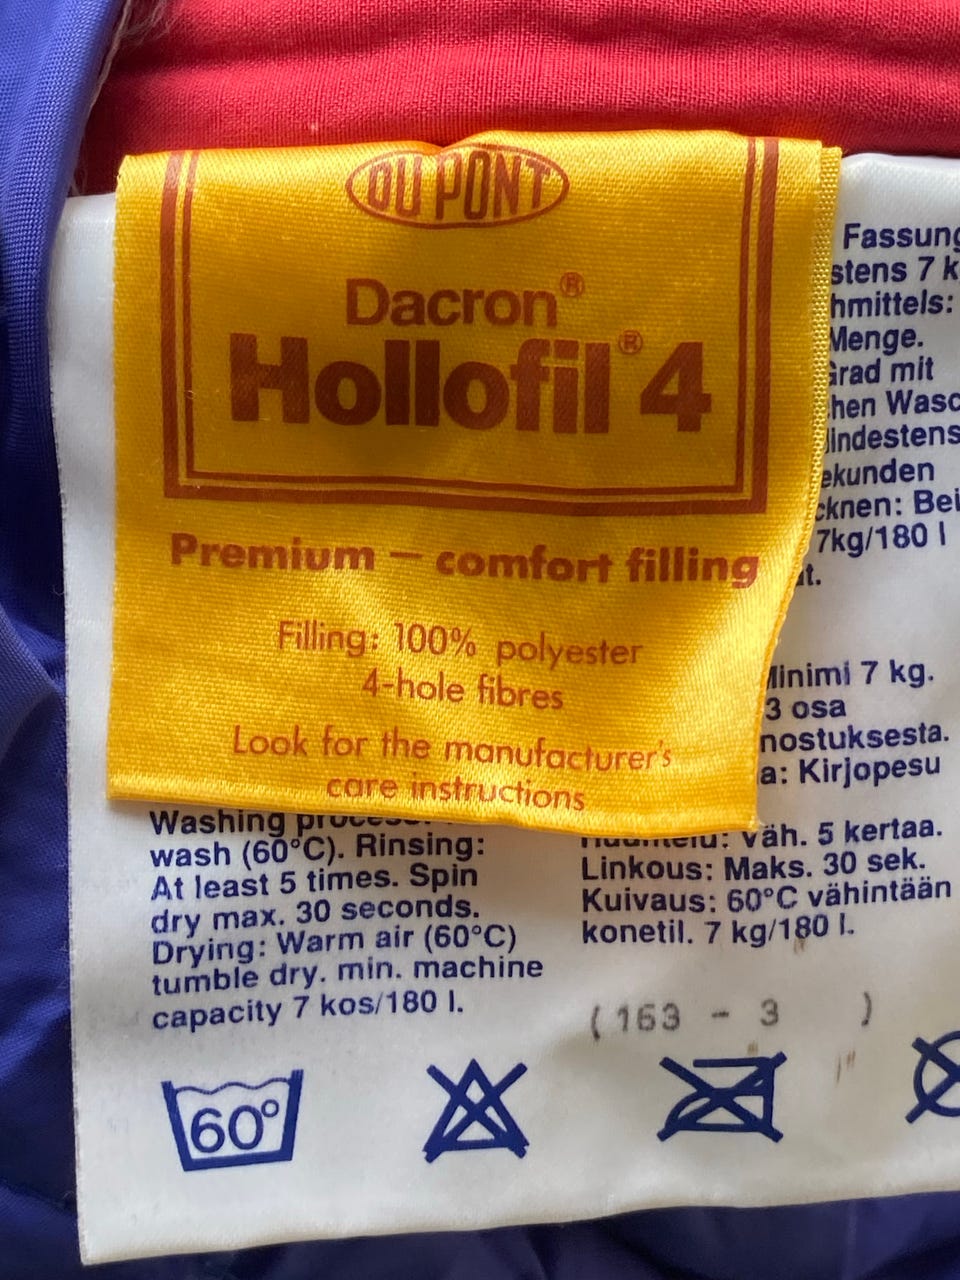 DU PONT
Dacron®
Hollofil® 4
Premium – comfort filling
Filling: 100% polyester
4-hole fibres
Look for the manufacturer's
care instructions
Fassung
stens 7 k
hmittels:
Menge.
Grad mit
hen Wasc
indestens
ekunden
cknen: Bei
7kg/180 l
t.
Washing process:
wash (60°C). Rinsing:
At least 5 times. Spin
dry max. 30 seconds.
Drying: Warm air (60°C)
tumble dry. min. machine
capacity 7 kos/180 l.
Minimi 7 kg.
3 osa
nostuksesta.
a: Kirjopesu
Huuhtelu: Väh. 5 kertaa.
Linkous: Maks. 30 sek.
Kuivaus: 60°C vähintään
konetil. 7 kg/180 l.
(163 - 3 )
60°